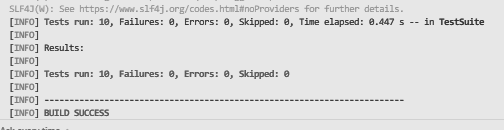 SLF4J(W): See https://www.slf4j.org/codes.html#noProviders for further details.
[INFO] Tests run: 10, Failures: 0, Errors: 0, Skipped: 0, Time elapsed: 0.447 s -- in TestSuite
[INFO]
[INFO] Results:
[INFO]
[INFO] Tests run: 10, Failures: 0, Errors: 0, Skipped: 0
[INFO]
[INFO] ------------------------------------------------------------------------
[INFO] BUILD SUCCESS